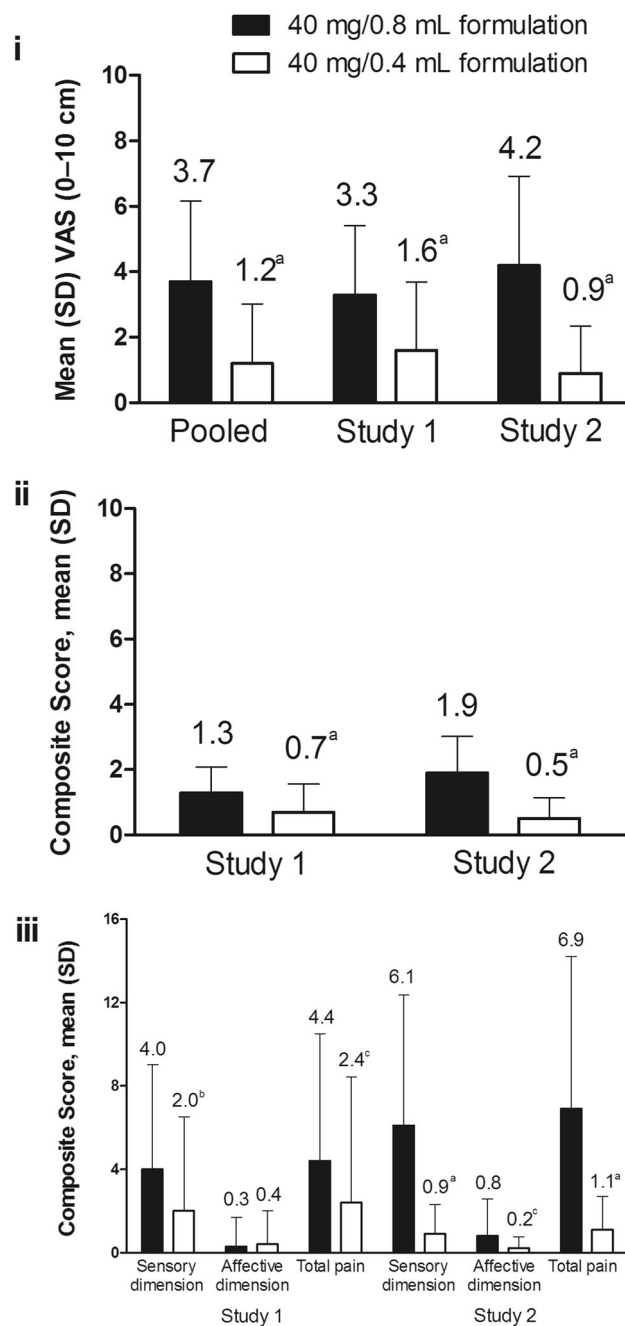 40 mg/0.8 mL formulation
40 mg/0.4 mL formulation
i
Mean (SD) VAS (0–10 cm)
10
8
6
4
2
0
3.7
1.2a
3.3
1.6a
4.2
0.9a
Pooled Study 1 Study 2
ii
Composite Score, mean (SD)
10
8
6
4
2
0
1.3
0.7a
1.9
0.5a
Study 1 Study 2
iii
Composite Score, mean (SD)
16
12
8
4
0
4.0
2.0b
0.3
0.4
4.4
2.4c
6.1
0.9a
0.8
0.2c
6.9
1.1a
Sensory Affective Total pain Sensory Affective Total pain
dimension dimension dimension dimension
Study 1 Study 2